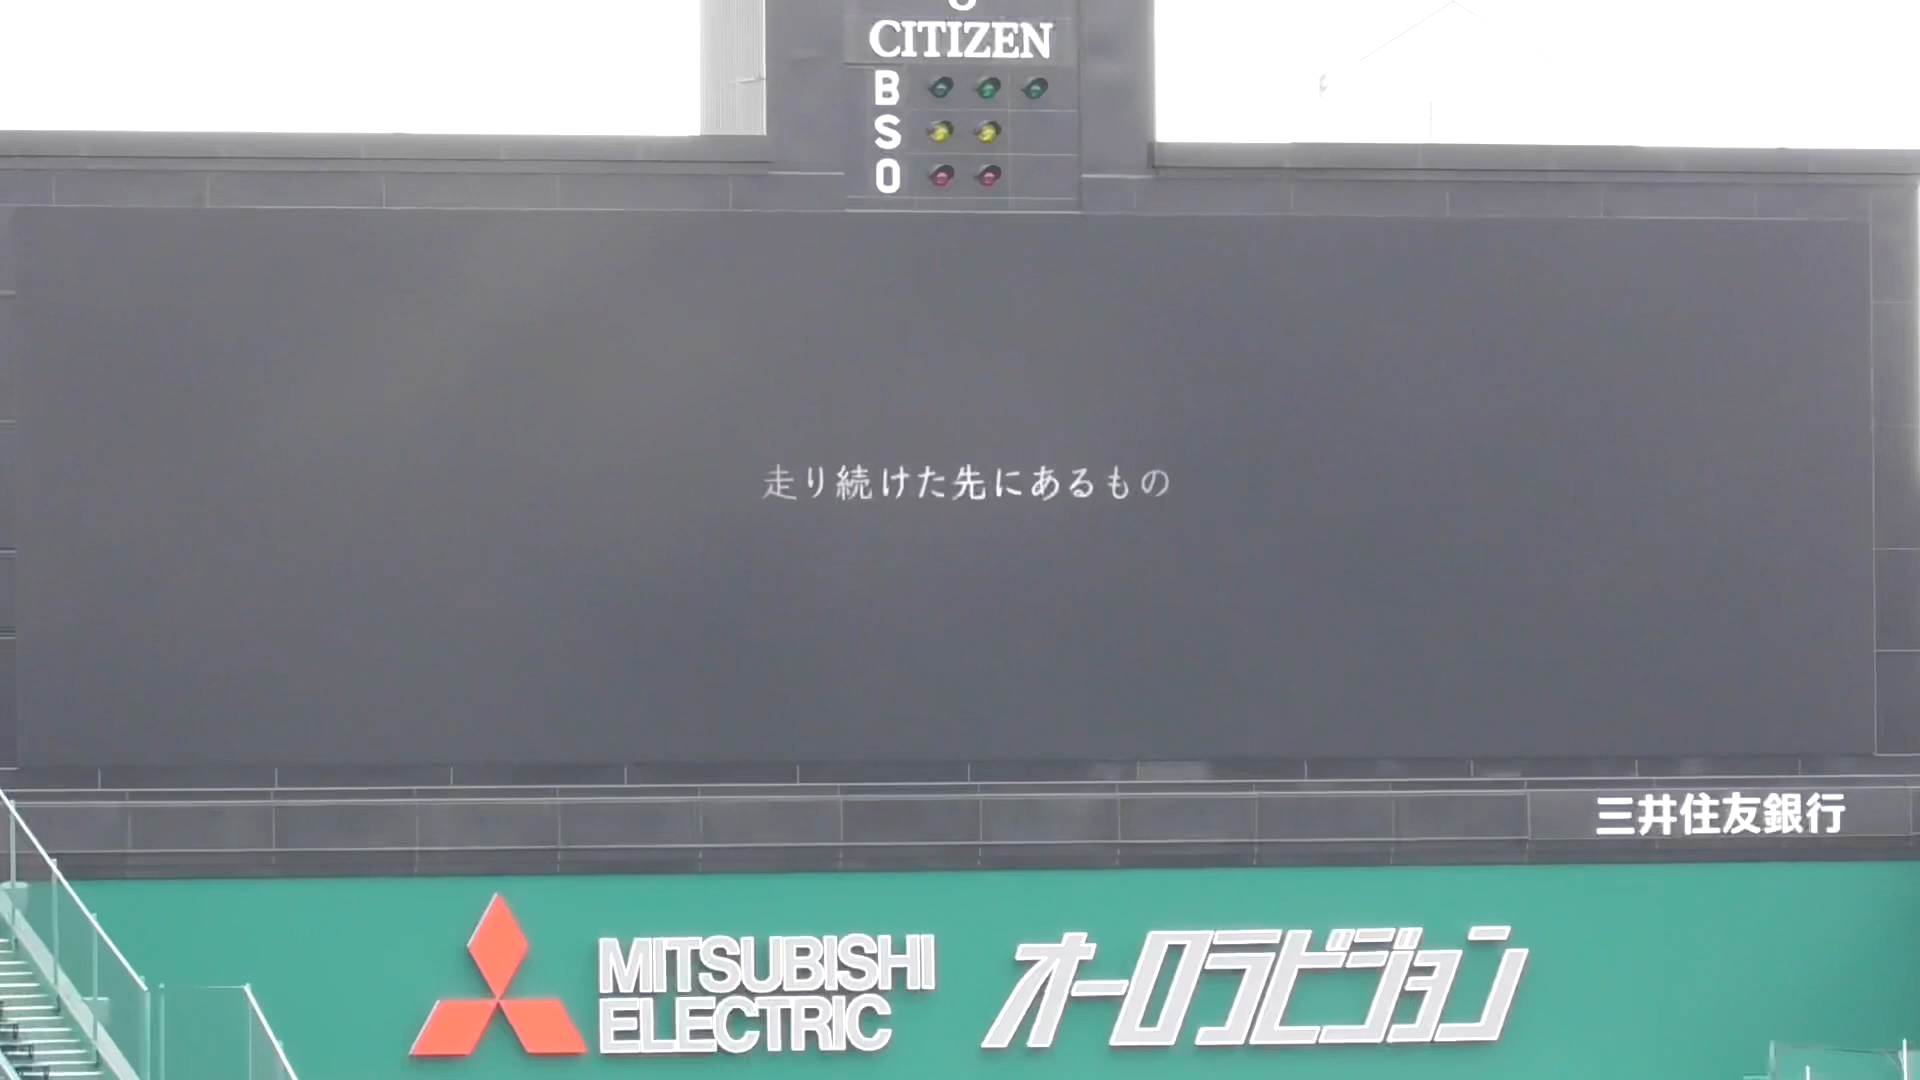 CITIZEN
B
S
O
走り続けた先にあるもの
三井住友銀行
MITSUBISHI
ELECTRIC
オーロラビジョン